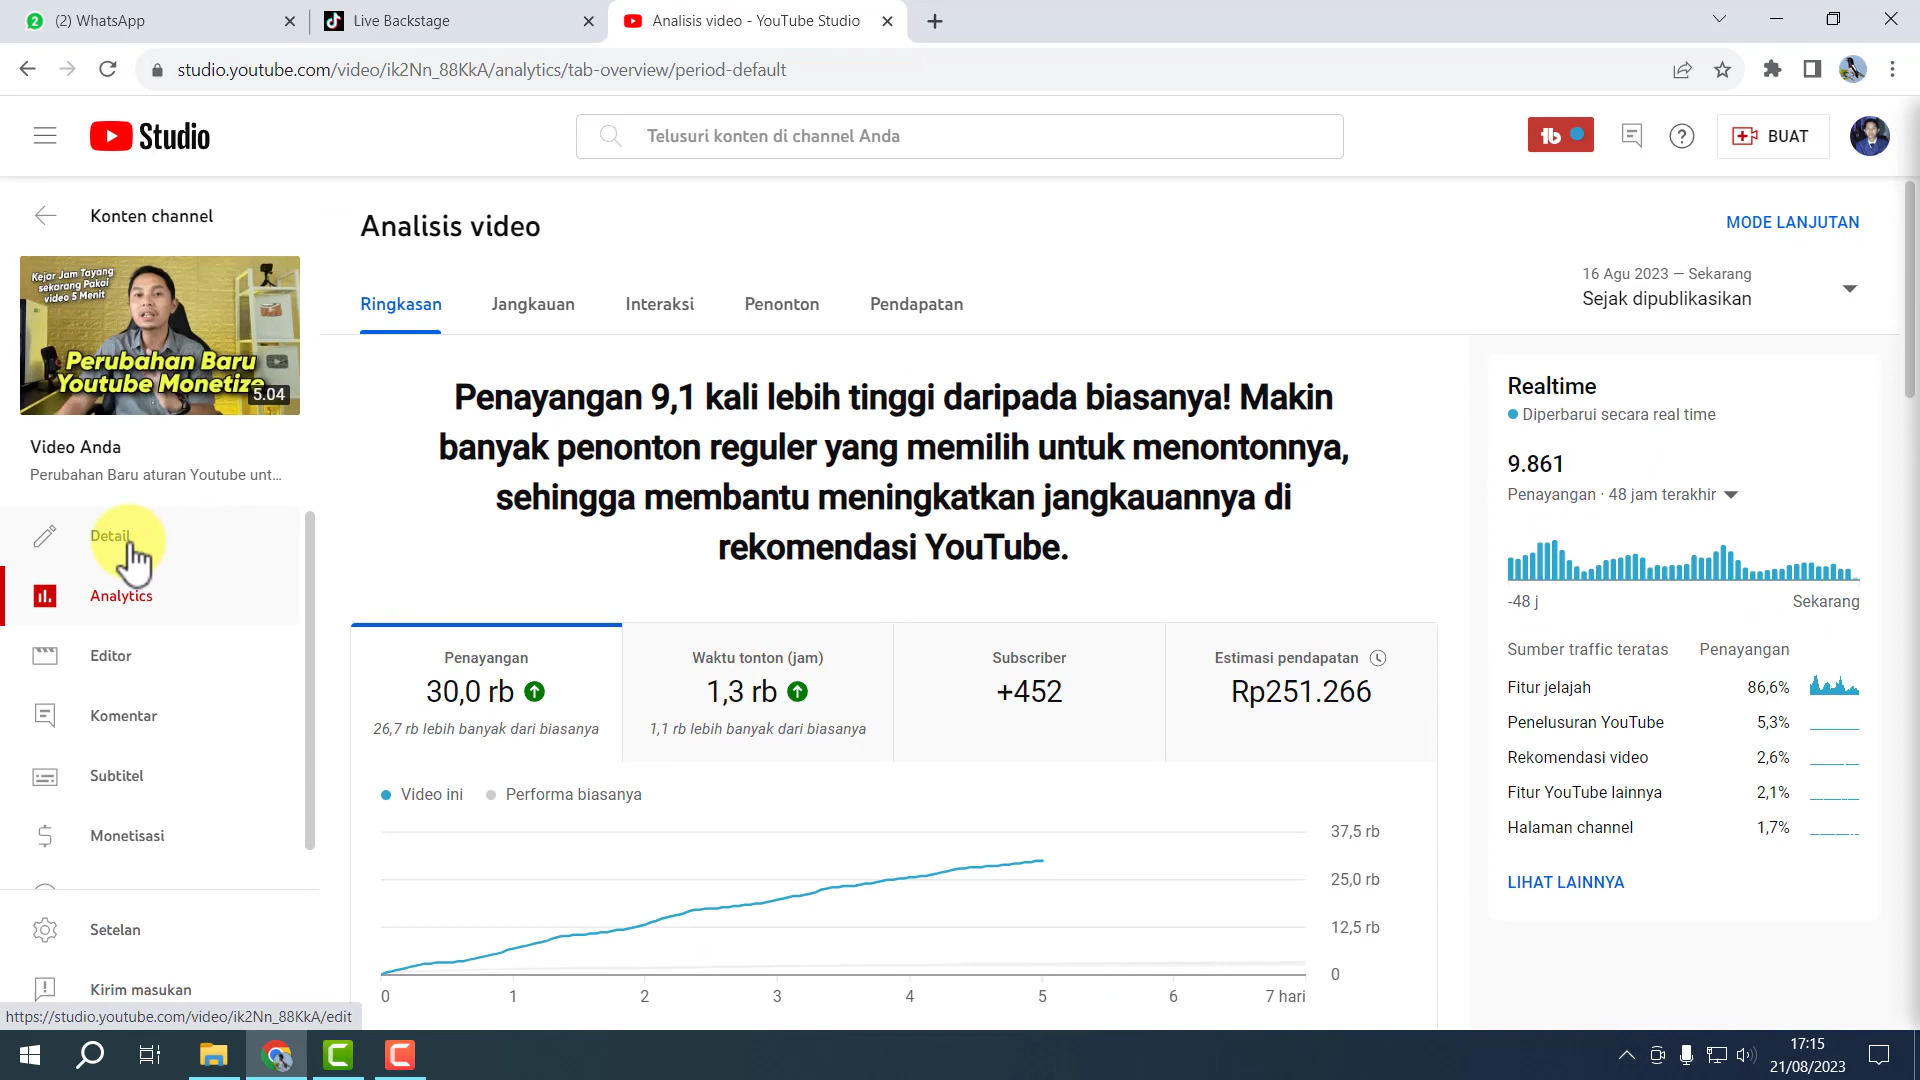 (2) WhatsApp
Live Backstage
Analisis video - YouTube Studio
studio.youtube.com/video/ik2Nn_88KkA/analytics/tab-overview/period-default
Studio
Telusuri konten di channel Anda
BUAT
Konten channel
Kejar Jam Tayang
sekarang Pakai
video 5 Menit
Perubahan Baru
Youtube Monetize
5.04
Video Anda
Perubahan Baru aturan Youtube unt...
Detail
Analytics
Editor
Komentar
Subtitel
Monetisasi
Setelan
Kirim masukan
Analisis video
MODE LANJUTAN
Ringkasan
Jangkauan
Interaksi
Penonton
Pendapatan
16 Agu 2023 – Sekarang
Sejak dipublikasikan
Penayangan 9,1 kali lebih tinggi daripada biasanya! Makin
banyak penonton reguler yang memilih untuk menontonnya,
sehingga membantu meningkatkan jangkauannya di
rekomendasi YouTube.
Penayangan
30,0 rb
26,7 rb lebih banyak dari biasanya
Waktu tonton (jam)
1,3 rb
1,1 rb lebih banyak dari biasanya
Subscriber
+452
Estimasi pendapatan
Rp251.266
Video ini
Performa biasanya
37,5 rb
25,0 rb
12,5 rb
0
0 1 2 3 4 5 6 7 hari
Realtime
Diperbarui secara real time
9.861
Penayangan · 48 jam terakhir
-48 j
Sekarang
Sumber traffic teratas Penayangan
Fitur jelajah 86,6%
Penelusuran YouTube 5,3%
Rekomendasi video 2,6%
Fitur YouTube lainnya 2,1%
Halaman channel 1,7%
LIHAT LAINNYA
https://studio.youtube.com/video/ik2Nn_88KkA/edit
17:15
21/08/2023